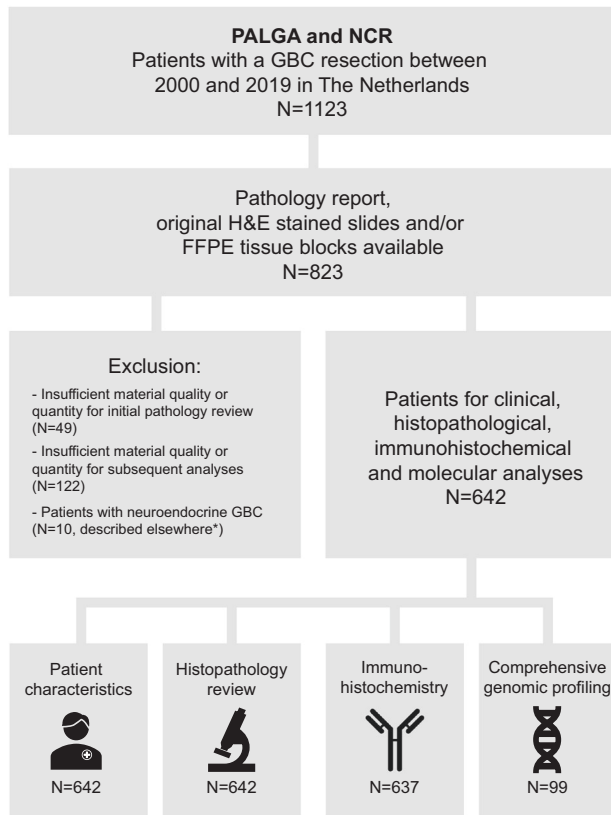 PALGA and NCR
Patients with a GBC resection between
2000 and 2019 in The Netherlands
N=1123
Pathology report,
original H&E stained slides and/or
FFPE tissue blocks available
N=823
Exclusion:
- Insufficient material quality or
quantity for initial pathology review
(N=49)
- Insufficient material quality or
quantity for subsequent analyses
(N=122)
- Patients with neuroendocrine GBC
(N=10, described elsewhere*)
Patients for clinical,
histopathological,
immunohistochemical
and molecular analyses
N=642
Patient
characteristics
N=642
Histopathology
review
N=642
Immuno-
histochemistry
N=637
Comprehensive
genomic profiling
N=99